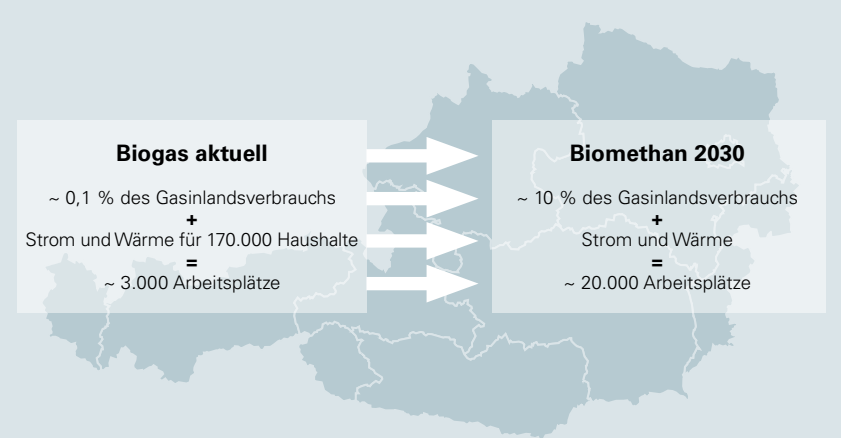 Biogas aktuell
~ 0,1 % des Gasinlandsverbrauchs
+
Strom und Wärme für 170.000 Haushalte
=
~ 3.000 Arbeitsplätze
Biomethan 2030
~ 10 % des Gasinlandsverbrauchs
+
Strom und Wärme
=
~ 20.000 Arbeitsplätze